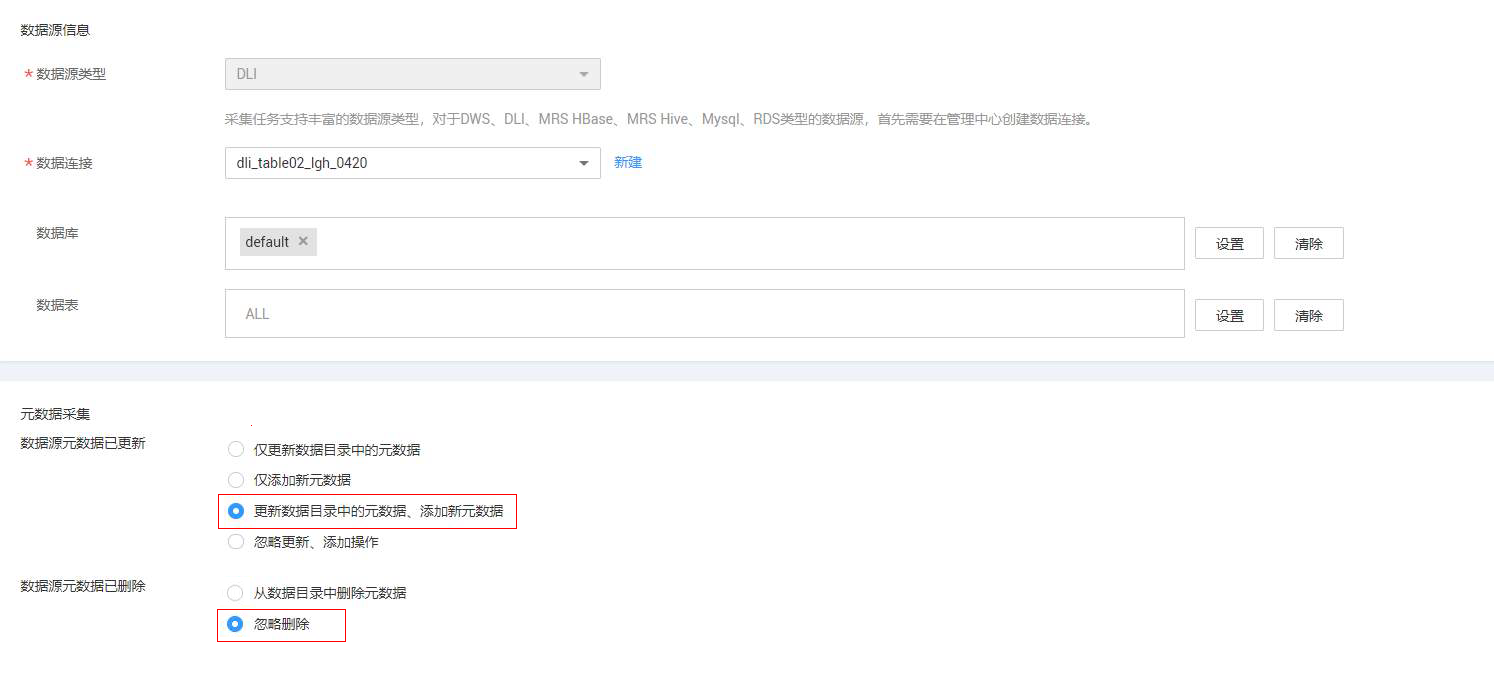 数据源信息
* 数据源类型
DLI
采集任务支持丰富的数据源类型，对于DWS、DLI、MRS HBase、MRS Hive、Mysql、RDS类型的数据源，首先需要在管理中心创建数据连接。
* 数据连接
dli_table02_lgh_0420 新建
数据库
default × 设置 清除
数据表
ALL 设置 清除
元数据采集
数据源元数据已更新
仅更新数据目录中的元数据
仅添加新元数据
更新数据目录中的元数据、添加新元数据
忽略更新、添加操作
数据源元数据已删除
从数据目录中删除元数据
忽略删除